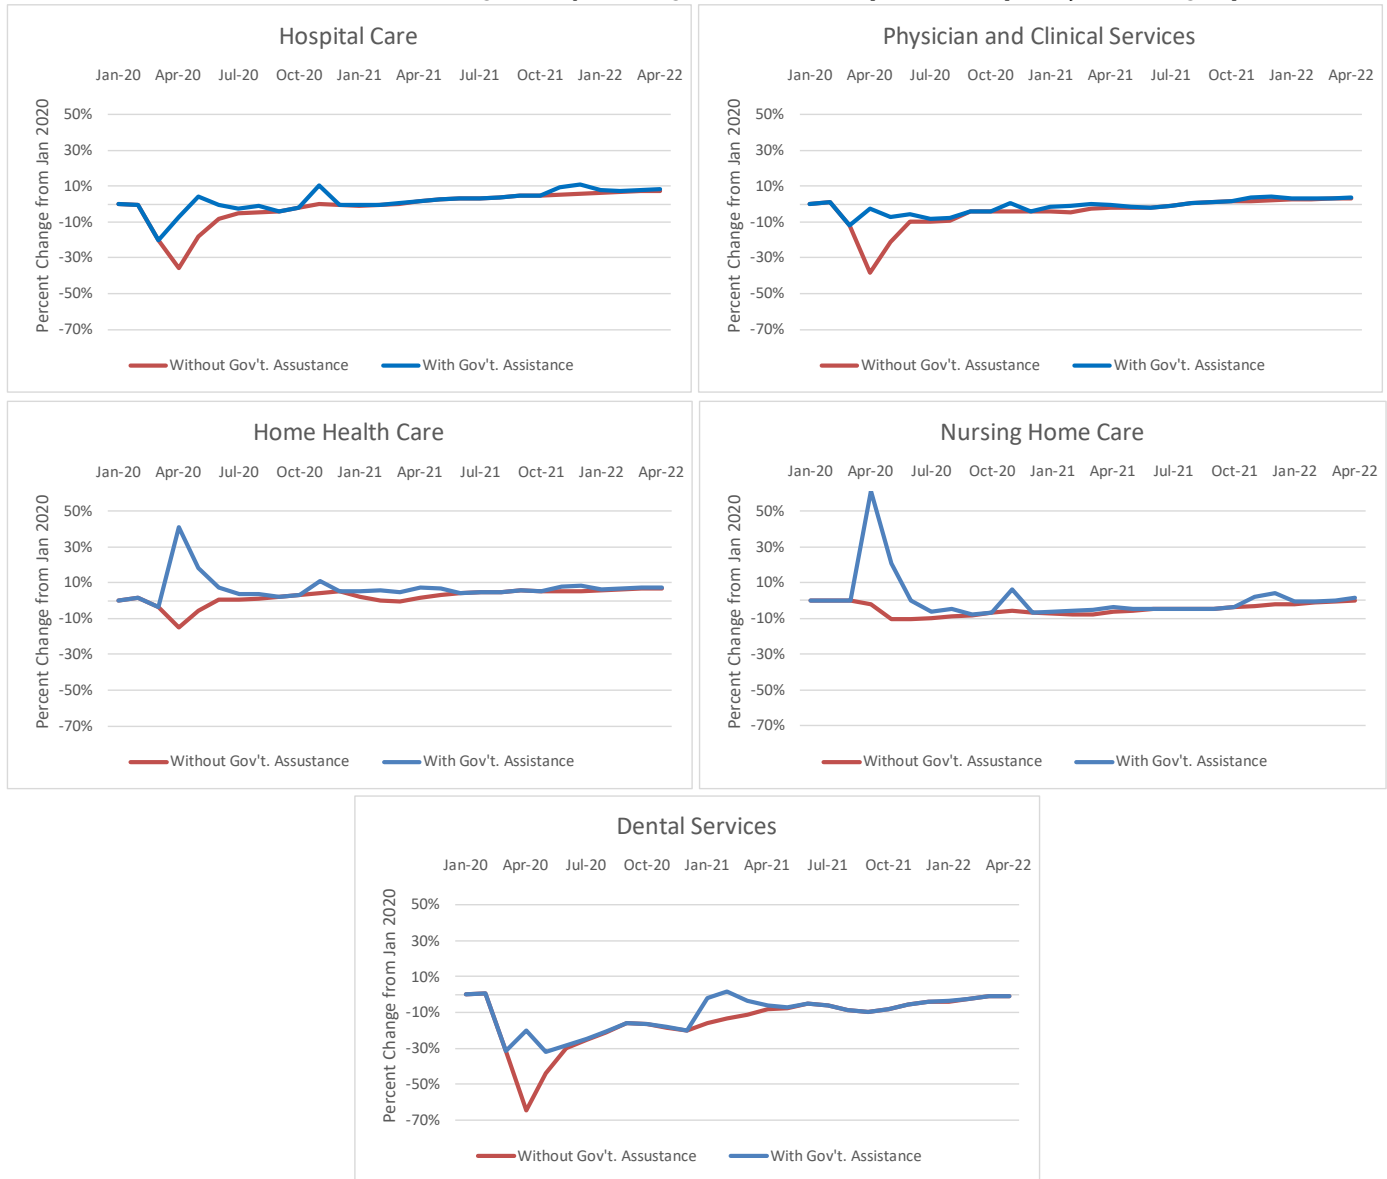 Hospital Care
Jan-20 Apr-20 Jul-20 Oct-20 Jan-21 Apr-21 Jul-21 Oct-21 Jan-22 Apr-22
Percent Change from Jan 2020
50%
30%
10%
-10%
-30%
-50%
-70%
Without Gov't. Assustance With Gov't. Assistance
Physician and Clinical Services
Jan-20 Apr-20 Jul-20 Oct-20 Jan-21 Apr-21 Jul-21 Oct-21 Jan-22 Apr-22
Percent Change from Jan 2020
50%
30%
10%
-10%
-30%
-50%
-70%
Without Gov't. Assustance With Gov't. Assistance
Home Health Care
Jan-20 Apr-20 Jul-20 Oct-20 Jan-21 Apr-21 Jul-21 Oct-21 Jan-22 Apr-22
Percent Change from Jan 2020
50%
30%
10%
-10%
-30%
-50%
-70%
Without Gov't. Assustance With Gov't. Assistance
Nursing Home Care
Jan-20 Apr-20 Jul-20 Oct-20 Jan-21 Apr-21 Jul-21 Oct-21 Jan-22 Apr-22
Percent Change from Jan 2020
50%
30%
10%
-10%
-30%
-50%
-70%
Without Gov't. Assustance With Gov't. Assistance
Dental Services
Jan-20 Apr-20 Jul-20 Oct-20 Jan-21 Apr-21 Jul-21 Oct-21 Jan-22 Apr-22
Percent Change from Jan 2020
50%
30%
10%
-10%
-30%
-50%
-70%
Without Gov't. Assustance With Gov't. Assistance